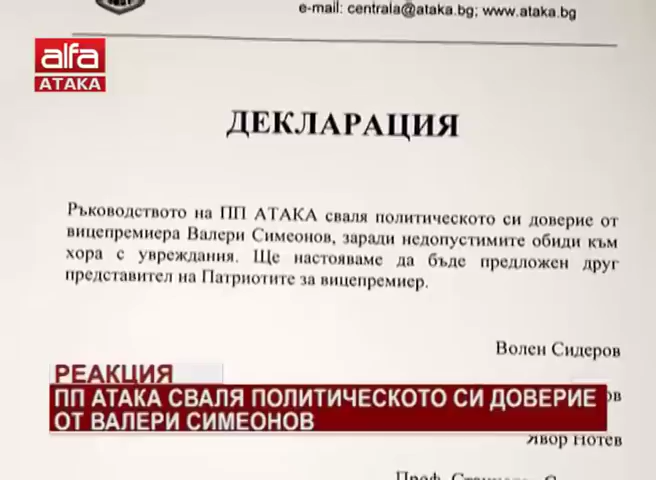 e-mail: centrala@ataka.bg; www.ataka.bg
alfa
АТАКА
ДЕКЛАРАЦИЯ
Ръководството на ПП АТАКА сваля политическото си доверие от
вицепремиера Валери Симеонов, заради недопустимите обиди към
хора с увреждания. Ще настояваме да бъде предложен друг
представител на Патриотите за вицепремиер.
Волен Сидеров
РЕАКЦИЯ
ПП АТАКА СВАЛЯ ПОЛИТИЧЕСКОТО СИ ДОВЕРИЕ
ОТ ВАЛЕРИ СИМЕОНОВ
Явор Нотев
Проф.